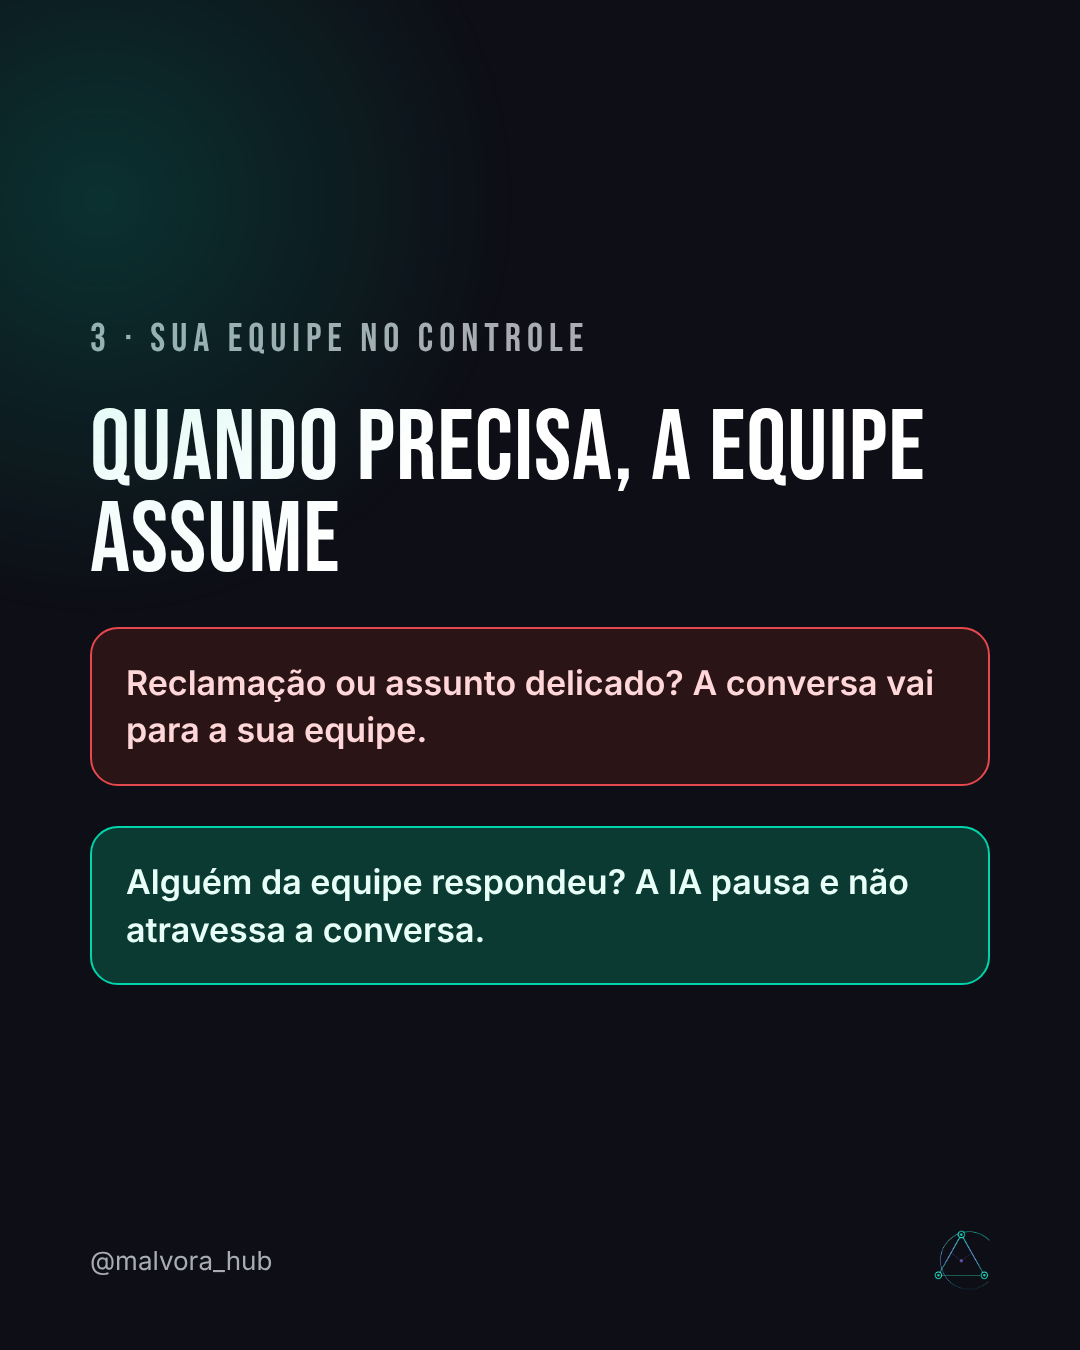 3 · SUA EQUIPE NO CONTROLE
QUANDO PRECISA, A EQUIPE
ASSUME
Reclamação ou assunto delicado? A conversa vai
para a sua equipe.
Alguém da equipe respondeu? A IA pausa e não
atravessa a conversa.
@malvora_hub